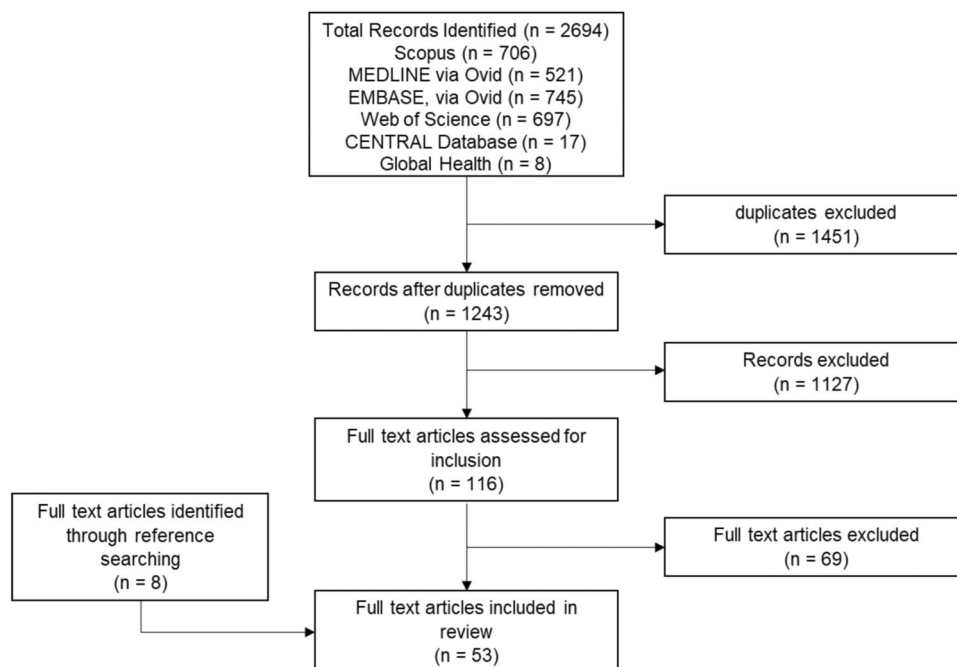 Total Records Identified (n = 2694)
Scopus (n = 706)
MEDLINE via Ovid (n = 521)
EMBASE, via Ovid (n = 745)
Web of Science (n = 697)
CENTRAL Database (n = 17)
Global Health (n = 8)
duplicates excluded
(n = 1451)
Records after duplicates removed
(n = 1243)
Records excluded
(n = 1127)
Full text articles assessed for
inclusion
(n = 116)
Full text articles identified
through reference
searching
(n = 8)
Full text articles excluded
(n = 69)
Full text articles included in
review
(n = 53)